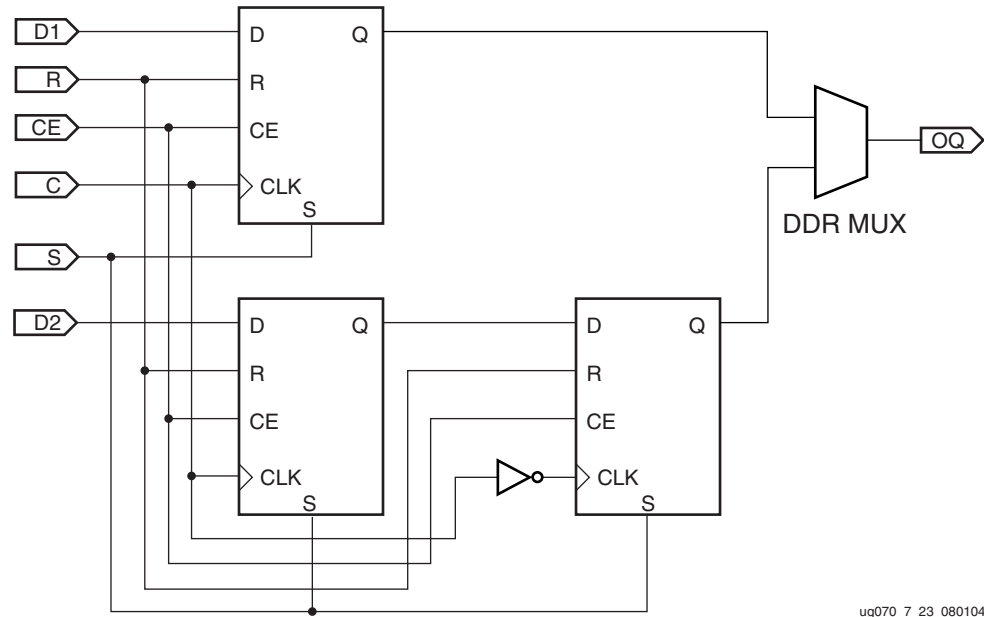 D1
D
Q
R
R
CE
CE
C
CLK
S
S
OQ
DDR MUX
D2
D
Q
R
CE
CLK
S
D
Q
R
CE
CLK
S
ug070_7_23_080104